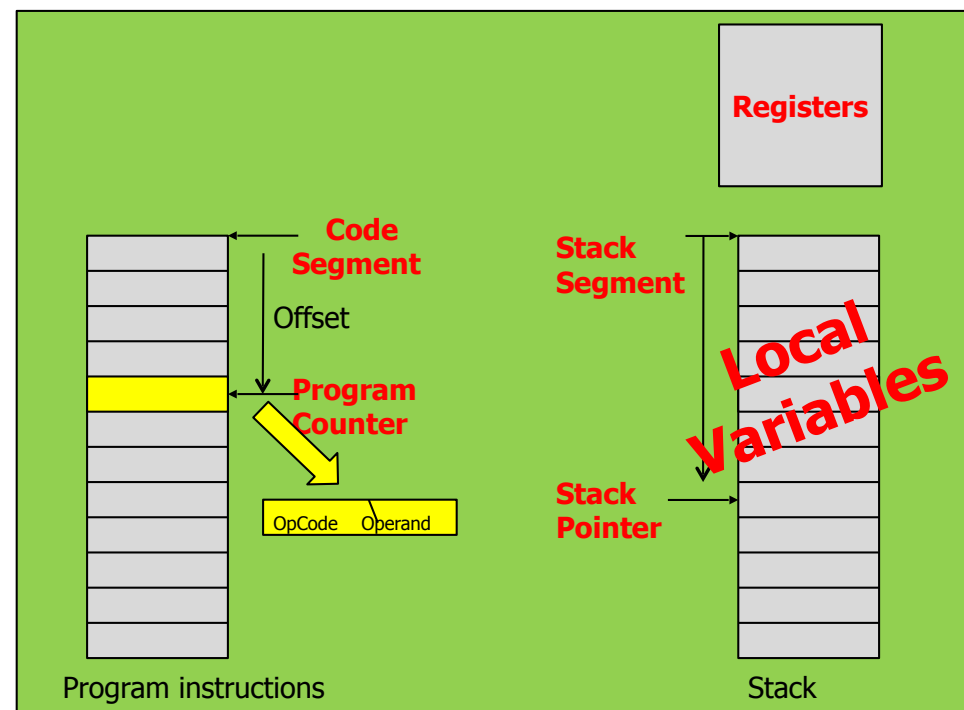 Registers
Code
Segment
Offset
Program
Counter
OpCode Operand
Program instructions
Stack
Segment
Local
Variables
Stack
Pointer
Stack